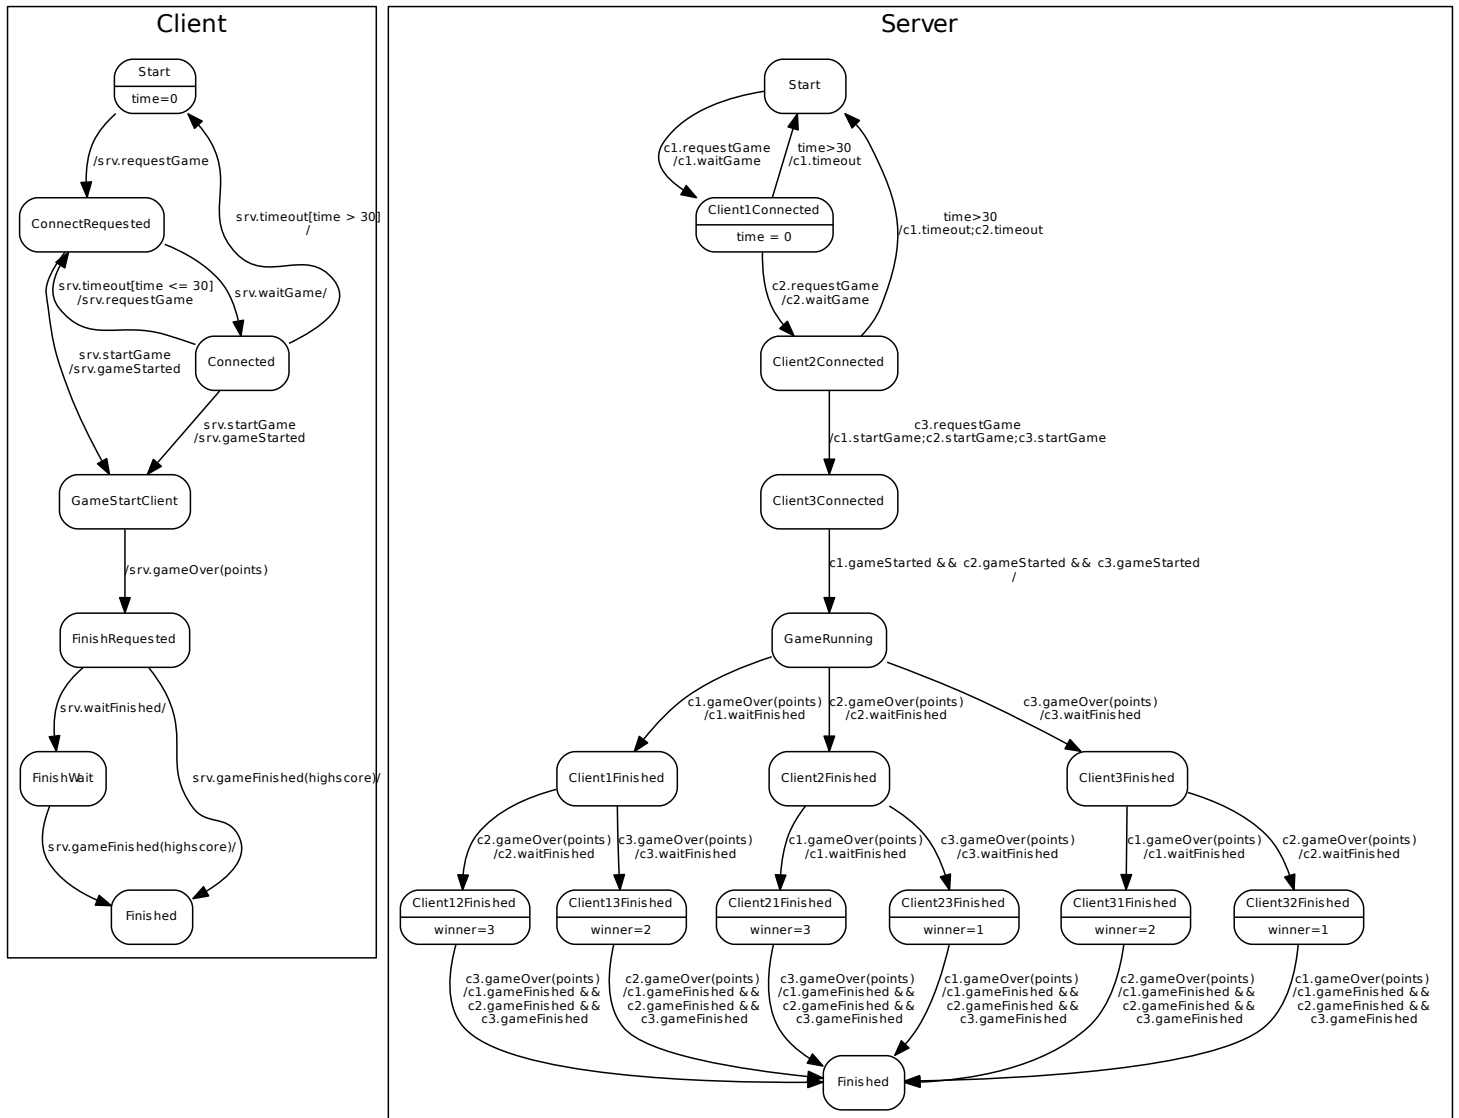 Client
Start
time=0
/srv.requestGame
ConnectRequested
srv.timeout[time > 30]
/
srv.timeout[time <= 30]
/srv.requestGame
srv.waitGame/
srv.startGame
/srv.gameStarted
Connected
srv.startGame
/srv.gameStarted
GameStartClient
/srv.gameOver(points)
FinishRequested
srv.waitFinished/
FinishWait
srv.gameFinished(highscore)/
srv.gameFinished(highscore)/
Finished
Server
Start
c1.requestGame
/c1.waitGame
time>30
/c1.timeout
Client1Connected
time = 0
time>30
/c1.timeout;c2.timeout
c2.requestGame
/c2.waitGame
Client2Connected
c3.requestGame
/c1.startGame;c2.startGame;c3.startGame
Client3Connected
c1.gameStarted && c2.gameStarted && c3.gameStarted
/
GameRunning
c1.gameOver(points)
/c1.waitFinished
c2.gameOver(points)
/c2.waitFinished
c3.gameOver(points)
/c3.waitFinished
Client1Finished
Client2Finished
Client3Finished
c2.gameOver(points)
/c2.waitFinished
c3.gameOver(points)
/c3.waitFinished
c1.gameOver(points)
/c1.waitFinished
c3.gameOver(points)
/c3.waitFinished
c1.gameOver(points)
/c1.waitFinished
c2.gameOver(points)
/c2.waitFinished
Client12Finished
winner=3
Client13Finished
winner=2
Client21Finished
winner=3
Client23Finished
winner=1
Client31Finished
winner=2
Client32Finished
winner=1
c3.gameOver(points)
/c1.gameFinished &&
c2.gameFinished &&
c3.gameFinished
c2.gameOver(points)
/c1.gameFinished &&
c2.gameFinished &&
c3.gameFinished
c3.gameOver(points)
/c1.gameFinished &&
c2.gameFinished &&
c3.gameFinished
c1.gameOver(points)
/c1.gameFinished &&
c2.gameFinished &&
c3.gameFinished
c2.gameOver(points)
/c1.gameFinished &&
c2.gameFinished &&
c3.gameFinished
c1.gameOver(points)
/c1.gameFinished &&
c2.gameFinished &&
c3.gameFinished
Finished